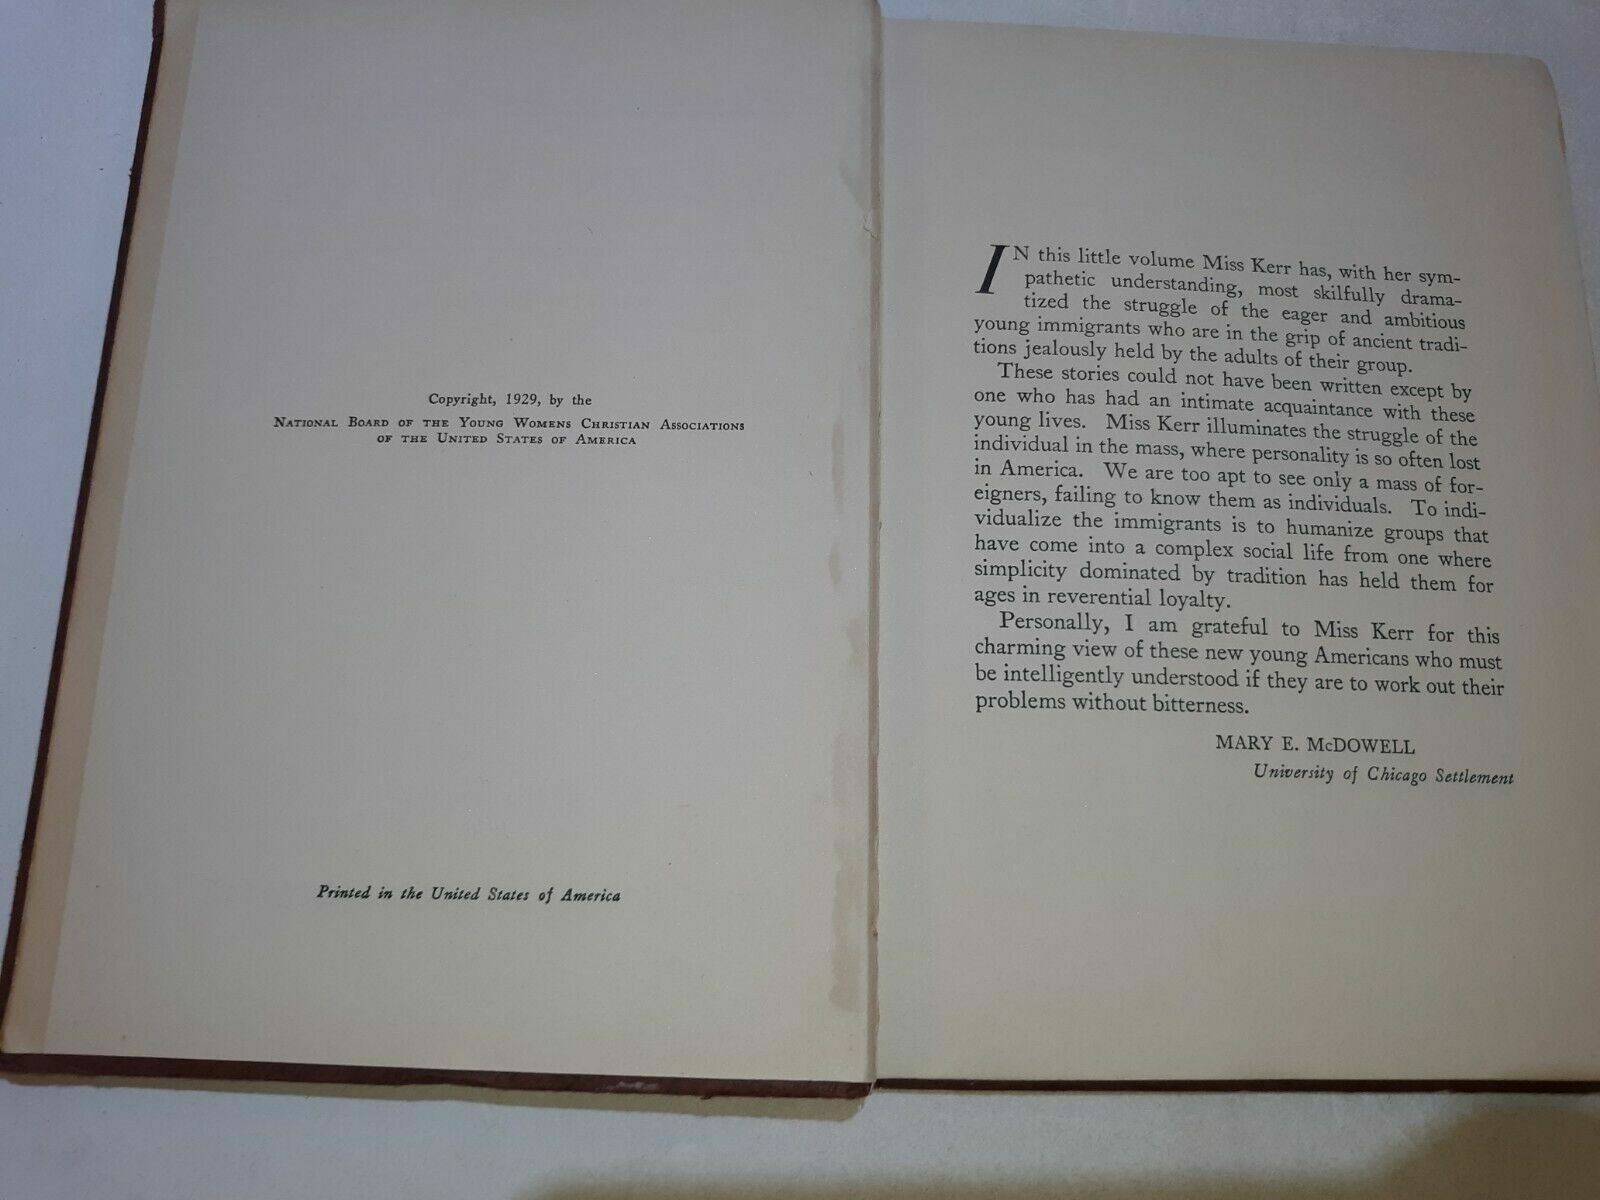 Copyright, 1929, by the
National Board of the Young Womens Christian Associations
of the United States of America
Printed in the United States of America
IN this little volume Miss Kerr has, with her sym-
pathetic understanding, most skilfully drama-
tized the struggle of the eager and ambitious
young immigrants who are in the grip of ancient tradi-
tions jealously held by the adults of their group.
These stories could not have been written except by
one who has had an intimate acquaintance with these
young lives. Miss Kerr illuminates the struggle of the
individual in the mass, where personality is so often lost
in America. We are too apt to see only a mass of for-
eigners, failing to know them as individuals. To indi-
vidualize the immigrants is to humanize groups that
have come into a complex social life from one where
simplicity dominated by tradition has held them for
ages in reverential loyalty.
Personally, I am grateful to Miss Kerr for this
charming view of these new young Americans who must
be intelligently understood if they are to work out their
problems without bitterness.
MARY E. McDOWELL
University of Chicago Settlement